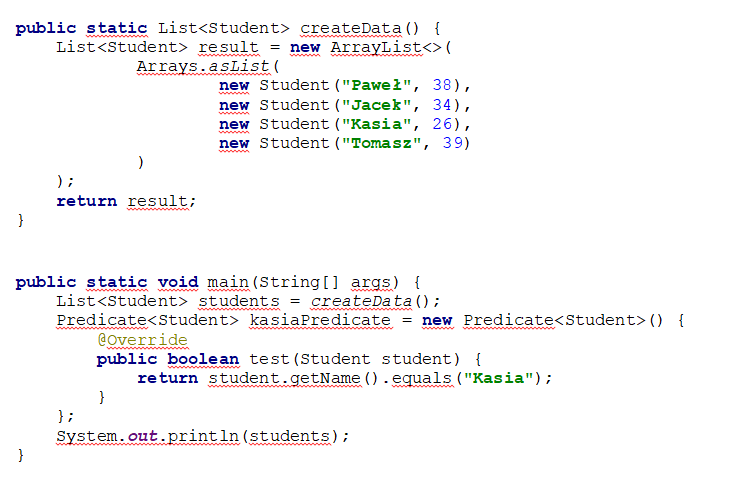 public static List<Student> createData() {
    List<Student> result = new ArrayList<>(
            Arrays.asList(
                    new Student("Paweł", 38),
                    new Student("Jacek", 34),
                    new Student("Kasia", 26),
                    new Student("Tomasz", 39)
            )
    );
    return result;
}
public static void main(String[] args) {
    List<Student> students = createData();
    Predicate<Student> kasiaPredicate = new Predicate<Student>() {
        @Override
        public boolean test(Student student) {
            return student.getName().equals("Kasia");
        }
    };
    System.out.println(students);
}